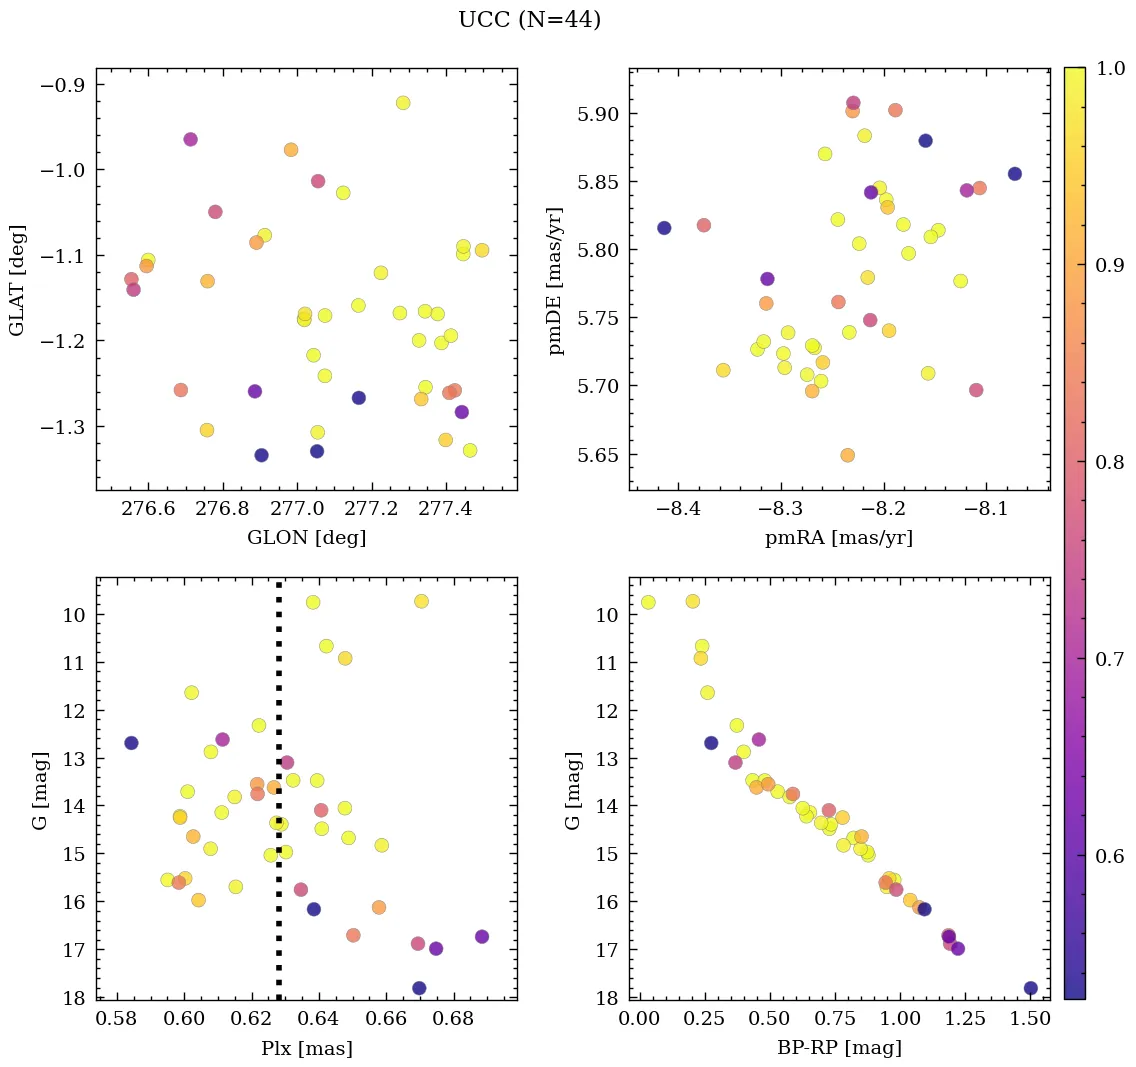 UCC (N=44)
−0.9
−1.0
−1.1
−1.2
−1.3
GLAT [deg]
276.6 276.8 277.0 277.2 277.4
GLON [deg]
5.90
5.85
5.80
5.75
5.70
5.65
pmDE [mas/yr]
−8.4 −8.3 −8.2 −8.1
pmRA [mas/yr]
10
11
12
13
14
15
16
17
18
G [mag]
0.58 0.60 0.62 0.64 0.66 0.68
Plx [mas]
10
11
12
13
14
15
16
17
18
G [mag]
0.00 0.25 0.50 0.75 1.00 1.25 1.50
BP-RP [mag]
1.0
0.9
0.8
0.7
0.6